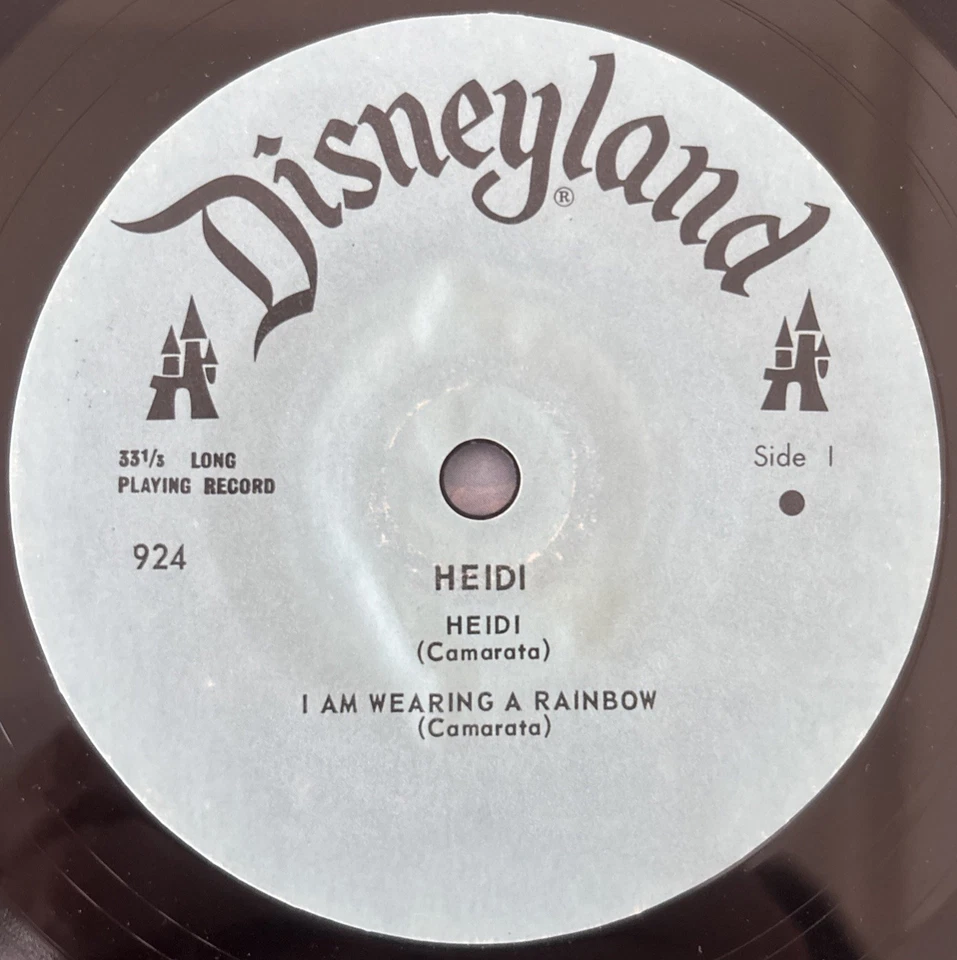 Disneyland®
33⅓ LONG
PLAYING RECORD
Side 1
924
HEIDI
HEIDI
(Camarata)
I AM WEARING A RAINBOW
(Camarata)